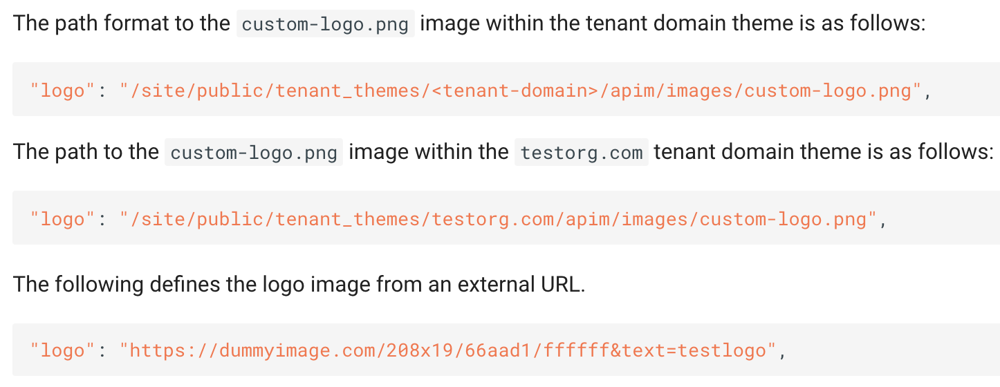 The path format to the custom-logo.png image within the tenant domain theme is as follows:
"logo": "/site/public/tenant_themes/<tenant-domain>/apim/images/custom-logo.png",
The path to the custom-logo.png image within the testorg.com tenant domain theme is as follows:
"logo": "/site/public/tenant_themes/testorg.com/apim/images/custom-logo.png",
The following defines the logo image from an external URL.
"logo": "https://dummyimage.com/208x19/66aad1/ffffff&text=testlogo",